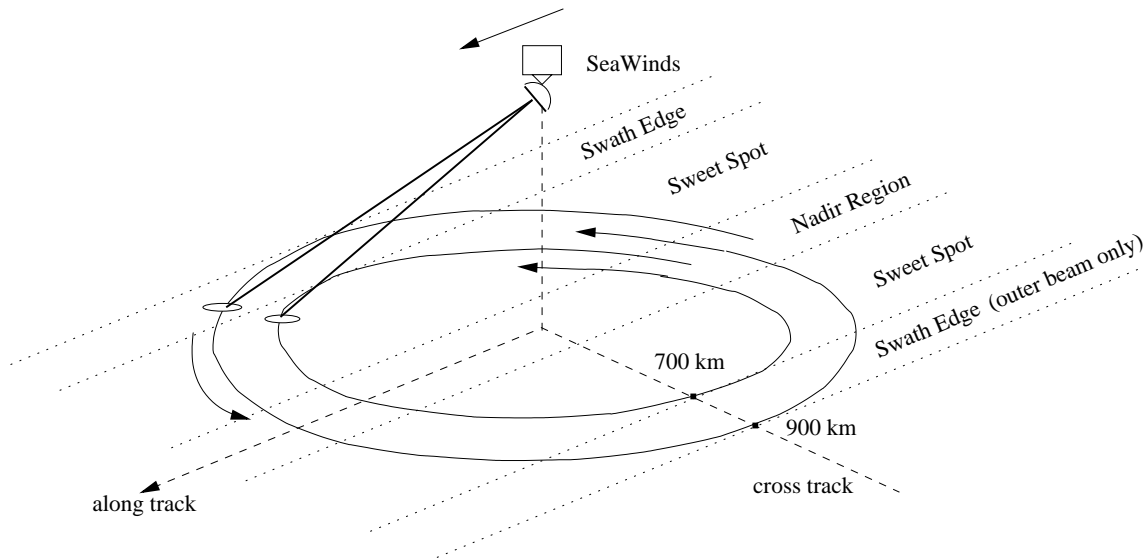 SeaWinds
Swath Edge
Sweet Spot
Nadir Region
Sweet Spot
Swath Edge (outer beam only)
700 km
900 km
cross track
along track